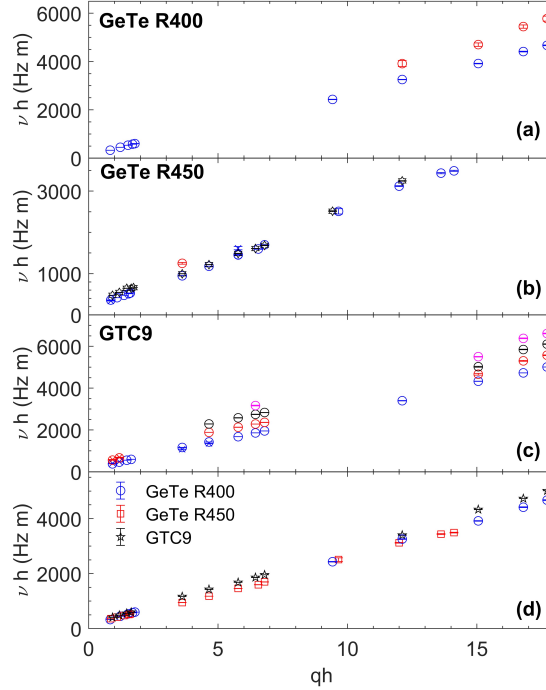 GeTe R400
6000
4000
2000
0
ν h (Hz m)
(a)
GeTe R450
3000
1000
0
ν h (Hz m)
(b)
GTC9
6000
4000
2000
0
ν h (Hz m)
(c)
GeTe R400
GeTe R450
GTC9
4000
2000
0
ν h (Hz m)
(d)
0 5 10 15
qh